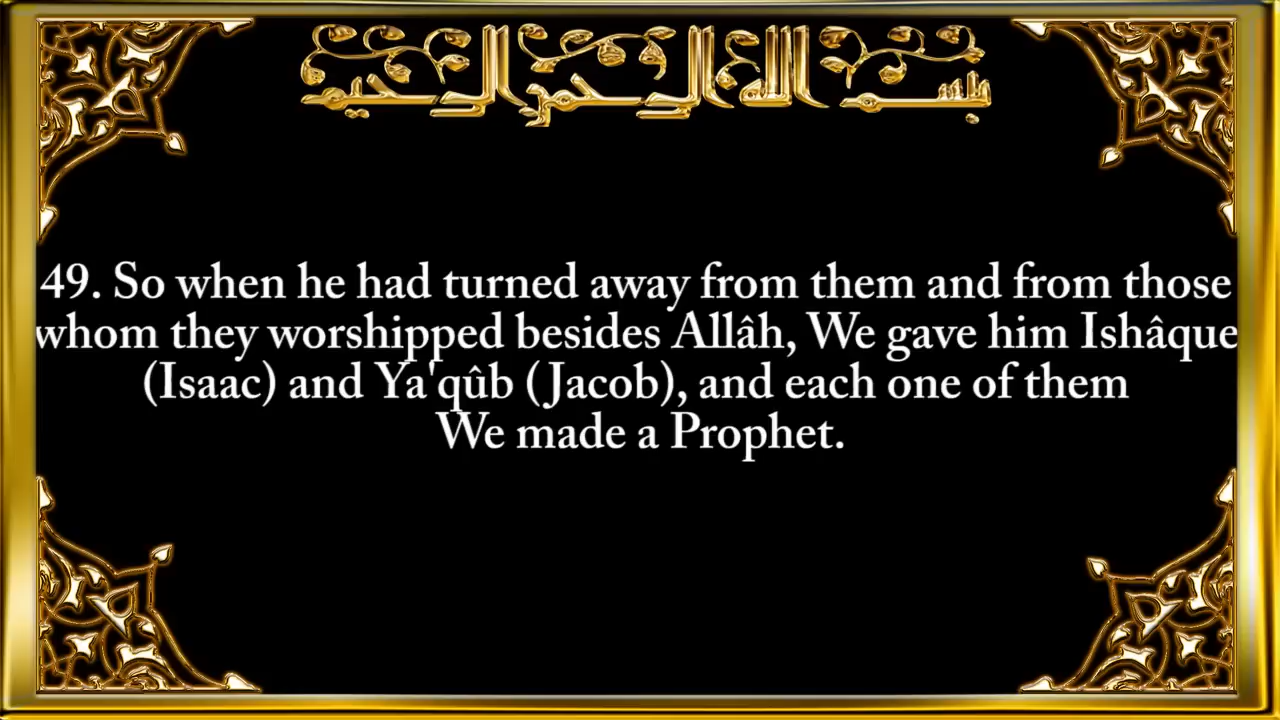 بسم الله الرحمن الرحيم
49. So when he had turned away from them and from those
whom they worshipped besides Allâh, We gave him Ishâque
(Isaac) and Ya'qûb (Jacob), and each one of them
We made a Prophet.